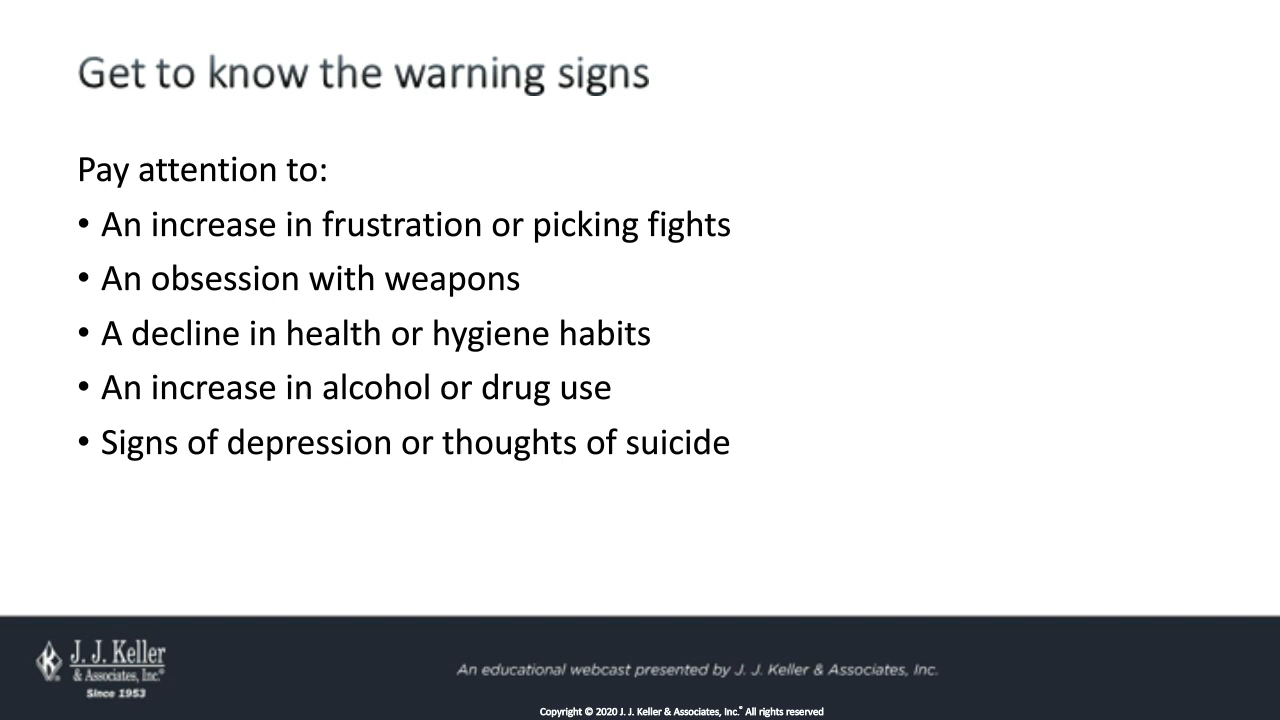 Get to know the warning signs
Pay attention to:
• An increase in frustration or picking fights
• An obsession with weapons
• A decline in health or hygiene habits
• An increase in alcohol or drug use
• Signs of depression or thoughts of suicide
J. J. Keller
& Associates, Inc.®
Since 1953
An educational webcast presented by J. J. Keller & Associates, Inc.
Copyright © 2020 J. J. Keller & Associates, Inc.® All rights reserved